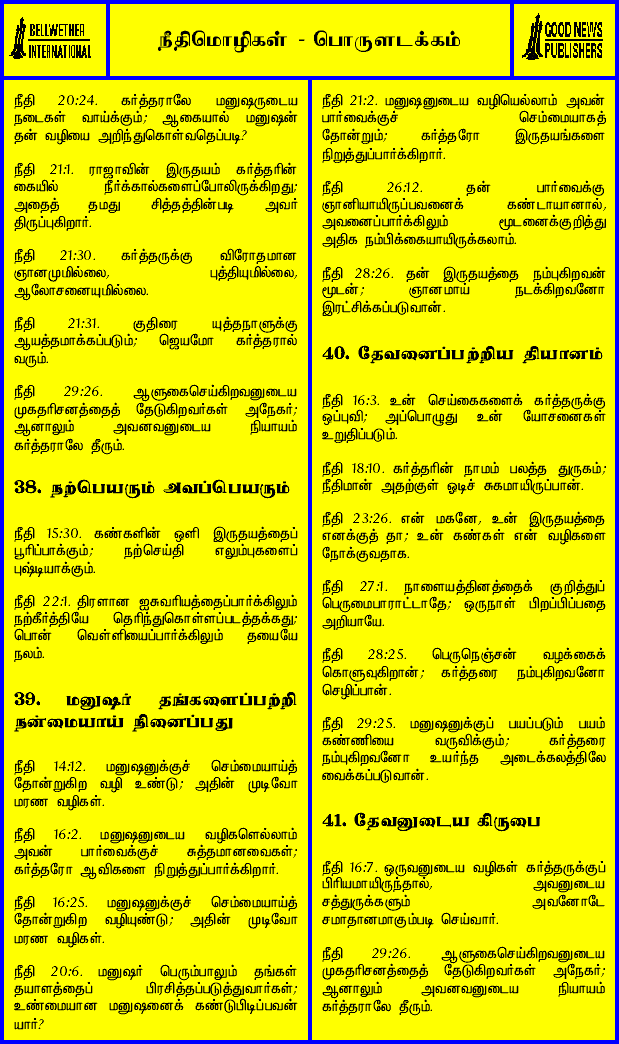 BELLWETHER
INTERNATIONAL
நீதிமொழிகள் - பொருளடக்கம்
GOOD NEWS
PUBLISHERS
நீதி 20:24. கர்த்தராலே மனுஷருடைய
நடைகள் வாய்க்கும்; ஆகையால் மனுஷன்
தன் வழியை அறிந்துகொள்வதெப்படி?
நீதி 21:1. ராஜாவின் இருதயம் கர்த்தரின்
கையில் நீர்க்கால்களைப்போலிருக்கிறது;
அதைத் தமது சித்தத்தின்படி அவர்
திருப்புகிறார்.
நீதி 21:30. கர்த்தருக்கு விரோதமான
ஞானமுமில்லை, புத்தியுமில்லை,
ஆலோசனையுமில்லை.
நீதி 21:31. குதிரை யுத்தநாளுக்கு
ஆயத்தமாக்கப்படும்; ஜெயமோ கர்த்தரால்
வரும்.
நீதி 29:26. ஆளுகைசெய்கிறவனுடைய
முகதரிசனத்தைத் தேடுகிறவர்கள் அநேகர்;
ஆனாலும் அவனவனுடைய நியாயம்
கர்த்தராலே தீரும்.
38. நற்பெயரும் அவப்பெயரும்
நீதி 15:30. கண்களின் ஒளி இருதயத்தைப்
பூரிப்பாக்கும்; நற்செய்தி எலும்புகளைப்
புஷ்டியாக்கும்.
நீதி 22:1. திரளான ஐசுவரியத்தைப்பார்க்கிலும்
நற்கீர்த்தியே தெரிந்துகொள்ளப்படத்தக்கது;
பொன் வெள்ளியைப்பார்க்கிலும் தயையே
நலம்.
39. மனுஷர் தங்களைப்பற்றி
நன்மையாய் நினைப்பது
நீதி 14:12. மனுஷனுக்குச் செம்மையாய்த்
தோன்றுகிற வழி உண்டு; அதின் முடிவோ
மரண வழிகள்.
நீதி 16:2. மனுஷனுடைய வழிகளெல்லாம்
அவன் பார்வைக்குச் சுத்தமானவைகள்;
கர்த்தரோ ஆவிகளை நிறுத்துப்பார்க்கிறார்.
நீதி 16:25. மனுஷனுக்குச் செம்மையாய்த்
தோன்றுகிற வழியுண்டு; அதின் முடிவோ
மரண வழிகள்.
நீதி 20:6. மனுஷர் பெரும்பாலும் தங்கள்
தயாளத்தைப் பிரசித்தப்படுத்துவார்கள்;
உண்மையான மனுஷனைக் கண்டுபிடிப்பவன்
யார்?
நீதி 21:2. மனுஷனுடைய வழியெல்லாம் அவன்
பார்வைக்குச் செம்மையாகத்
தோன்றும்; கர்த்தரோ இருதயங்களை
நிறுத்துப்பார்க்கிறார்.
நீதி 26:12. தன் பார்வைக்கு
ஞானியாயிருப்பவனைக் கண்டாயானால்,
அவனைப்பார்க்கிலும் மூடனைக்குறித்து
அதிக நம்பிக்கையாயிருக்கலாம்.
நீதி 28:26. தன் இருதயத்தை நம்புகிறவன்
மூடன்; ஞானமாய் நடக்கிறவனோ
இரட்சிக்கப்படுவான்.
40. தேவனைப்பற்றிய தியானம்
நீதி 16:3. உன் செய்கைகளைக் கர்த்தருக்கு
ஒப்புவி; அப்பொழுது உன் யோசனைகள்
உறுதிப்படும்.
நீதி 18:10. கர்த்தரின் நாமம் பலத்த துருகம்;
நீதிமான் அதற்குள் ஓடிச் சுகமாயிருப்பான்.
நீதி 23:26. என் மகனே, உன் இருதயத்தை
எனக்குத் தா; உன் கண்கள் என் வழிகளை
நோக்குவதாக.
நீதி 27:1. நாளையத்தினத்தைக் குறித்துப்
பெருமைபாராட்டாதே; ஒருநாள் பிறப்பிப்பதை
அறியாயே.
நீதி 28:25. பெருநெஞ்சன் வழக்கைக்
கொளுவுகிறான்; கர்த்தரை நம்புகிறவனோ
செழிப்பான்.
நீதி 29:25. மனுஷனுக்குப் பயப்படும் பயம்
கண்ணியை வருவிக்கும்; கர்த்தரை
நம்புகிறவனோ உயர்ந்த அடைக்கலத்திலே
வைக்கப்படுவான்.
41. தேவனுடைய கிருபை
நீதி 16:7. ஒருவனுடைய வழிகள் கர்த்தருக்குப்
பிரியமாயிருந்தால், அவனுடைய
சத்துருக்களும் அவனோடே
சமாதானமாகும்படி செய்வார்.
நீதி 29:26. ஆளுகைசெய்கிறவனுடைய
முகதரிசனத்தைத் தேடுகிறவர்கள் அநேகர்;
ஆனாலும் அவனவனுடைய நியாயம்
கர்த்தராலே தீரும்.